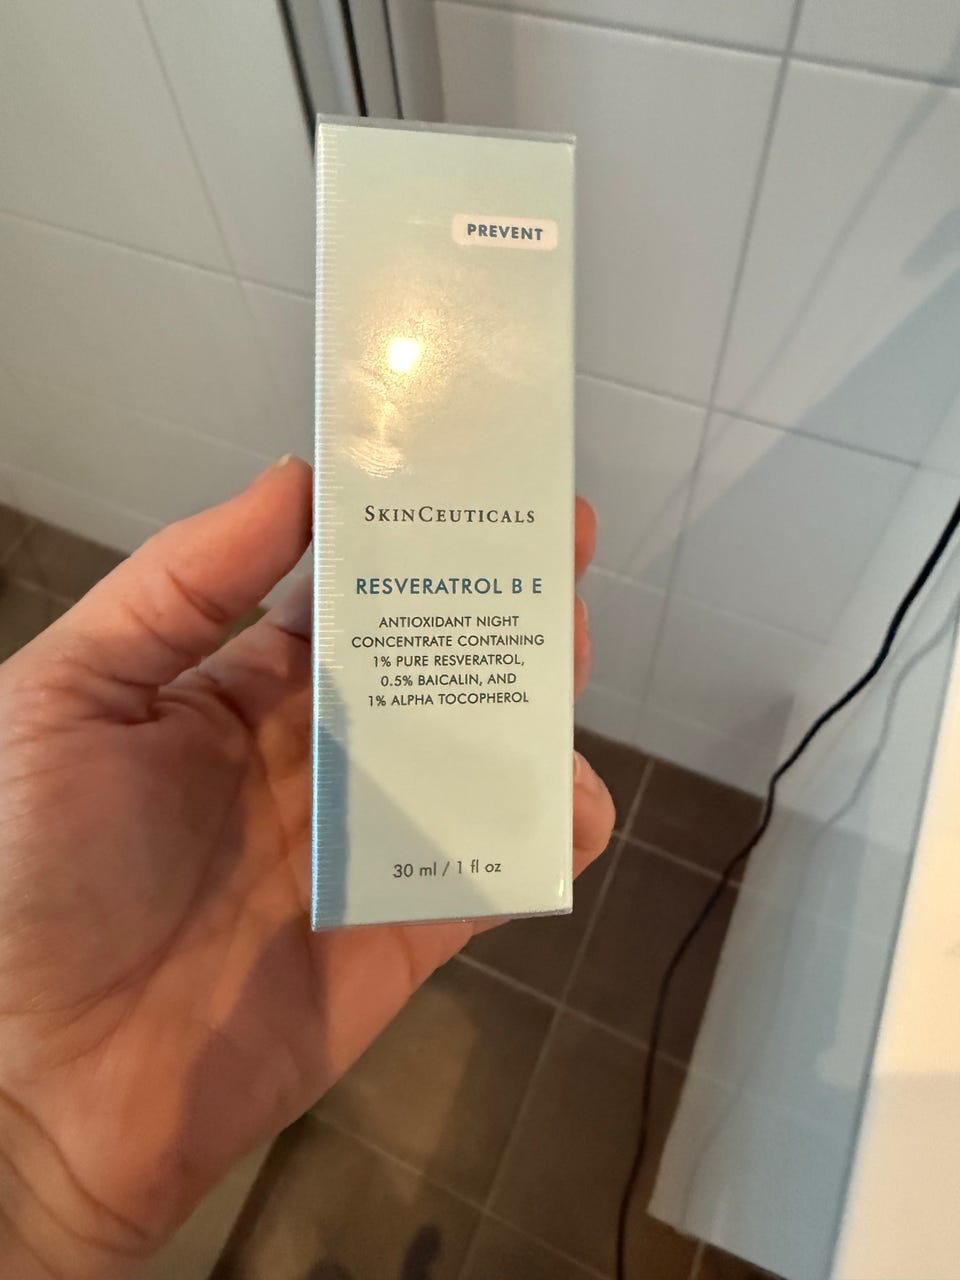 PREVENT
SKINCEUTICALS
RESVERATROL B E
ANTIOXIDANT NIGHT
CONCENTRATE CONTAINING
1% PURE RESVERATROL,
0.5% BAICALIN, AND
1% ALPHA TOCOPHEROL
30 ml / 1 fl oz